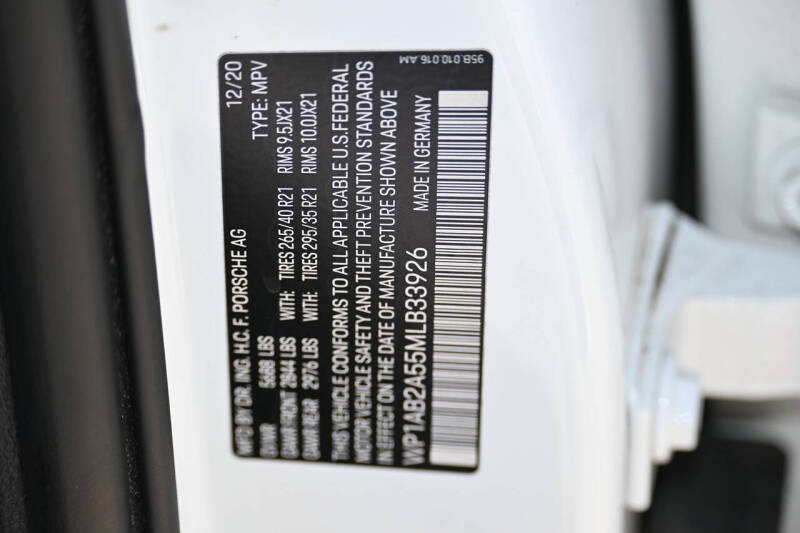 MFD BY DR. ING. H.C. F. PORSCHE AG 12/20
GVWR 5688 LBS TYPE: MPV
GAWR FRONT 2844 LBS WITH: TIRES 265/40 R21 RIMS 9.5JX21
GAWR REAR 2976 LBS WITH: TIRES 295/35 R21 RIMS 10.0JX21
THIS VEHICLE CONFORMS TO ALL APPLICABLE U.S.FEDERAL
MOTOR VEHICLE SAFETY AND THEFT PREVENTION STANDARDS
IN EFFECT ON THE DATE OF MANUFACTURE SHOWN ABOVE
WP1AB2A55MLB33926 MADE IN GERMANY
95B.010.016.AM